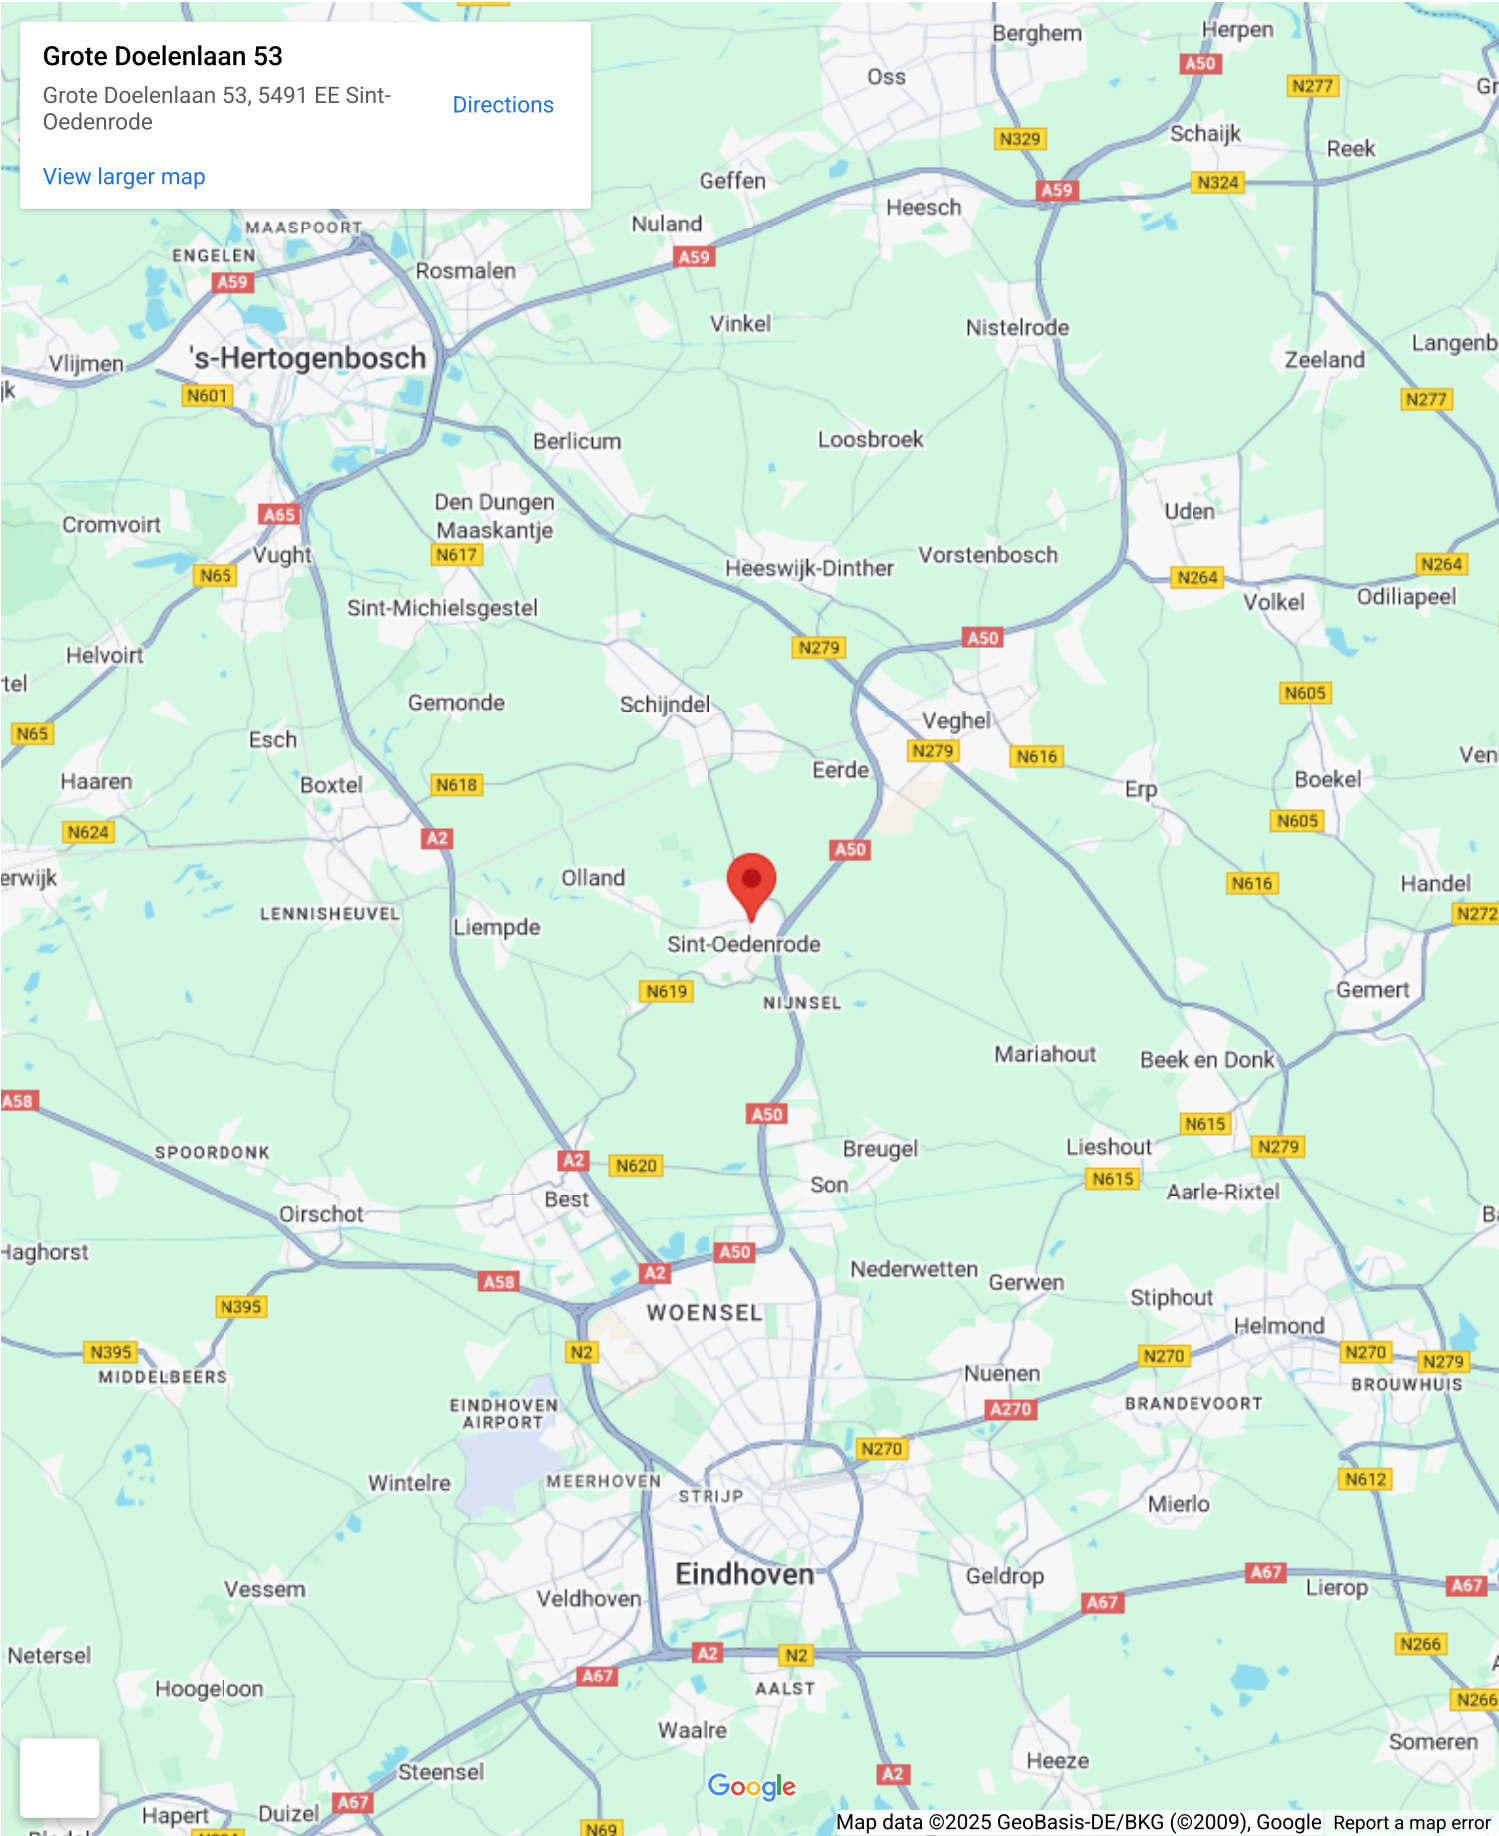 Grote Doelenlaan 53
Grote Doelenlaan 53, 5491 EE Sint-
Oedenrode
Directions
View larger map
Berghem
Herpen
Oss
A50
N277
N329
Schaijk
Reek
Geffen
A59
N324
Heesch
Nuland
MAASPOORT
ENGELEN
A59
Rosmalen
A59
Vinkel
Nistelrode
's-Hertogenbosch
Vlijmen
Zeeland
N601
N277
Berlicum
Loosbroek
Den Dungen
Maaskantje
A65
Cromvoirt
Uden
Vught
N617
Heeswijk-Dinther
Vorstenbosch
N65
N264
N264
Sint-Michielsgestel
Volkel
Odiliapeel
A50
N279
Helvoirt
N605
Gemonde
Schijndel
Veghel
N65
Esch
N279
N616
Haaren
Boxtel
N618
Eerde
Erp
Boekel
N624
A2
A50
N605
Olland
N616
Handel
LENNISHEUVEL
N272
Liempde
Sint-Oedenrode
N619
NIJNSEL
Gemert
Mariahout
Beek en Donk
A58
A50
N615
SPOORDONK
Breugel
Lieshout
N279
A2
N620
N615
Son
Aarle-Rixtel
Best
Oirschot
Haghorst
A50
A58
A2
Nederwetten
Gerwen
N395
Stiphout
WOENSEL
Helmond
N395
N2
N270
N270
N279
MIDDELBEERS
Nuenen
BROUWHUIS
EINDHOVEN
AIRPORT
A270
BRANDEVOORT
N270
Wintelre
MEERHOVEN
STRIJP
N612
Mierlo
Eindhoven
Geldrop
A67
Vessem
Veldhoven
A67
Lierop
A67
Netersel
A2
N2
N266
A67
Hoogeloon
AALST
N266
Waalre
Someren
Heeze
Steensel
A2
Google
Hapert
Duizel
A67
N69
Map data ©2025 GeoBasis-DE/BKG (©2009), Google
Report a map error